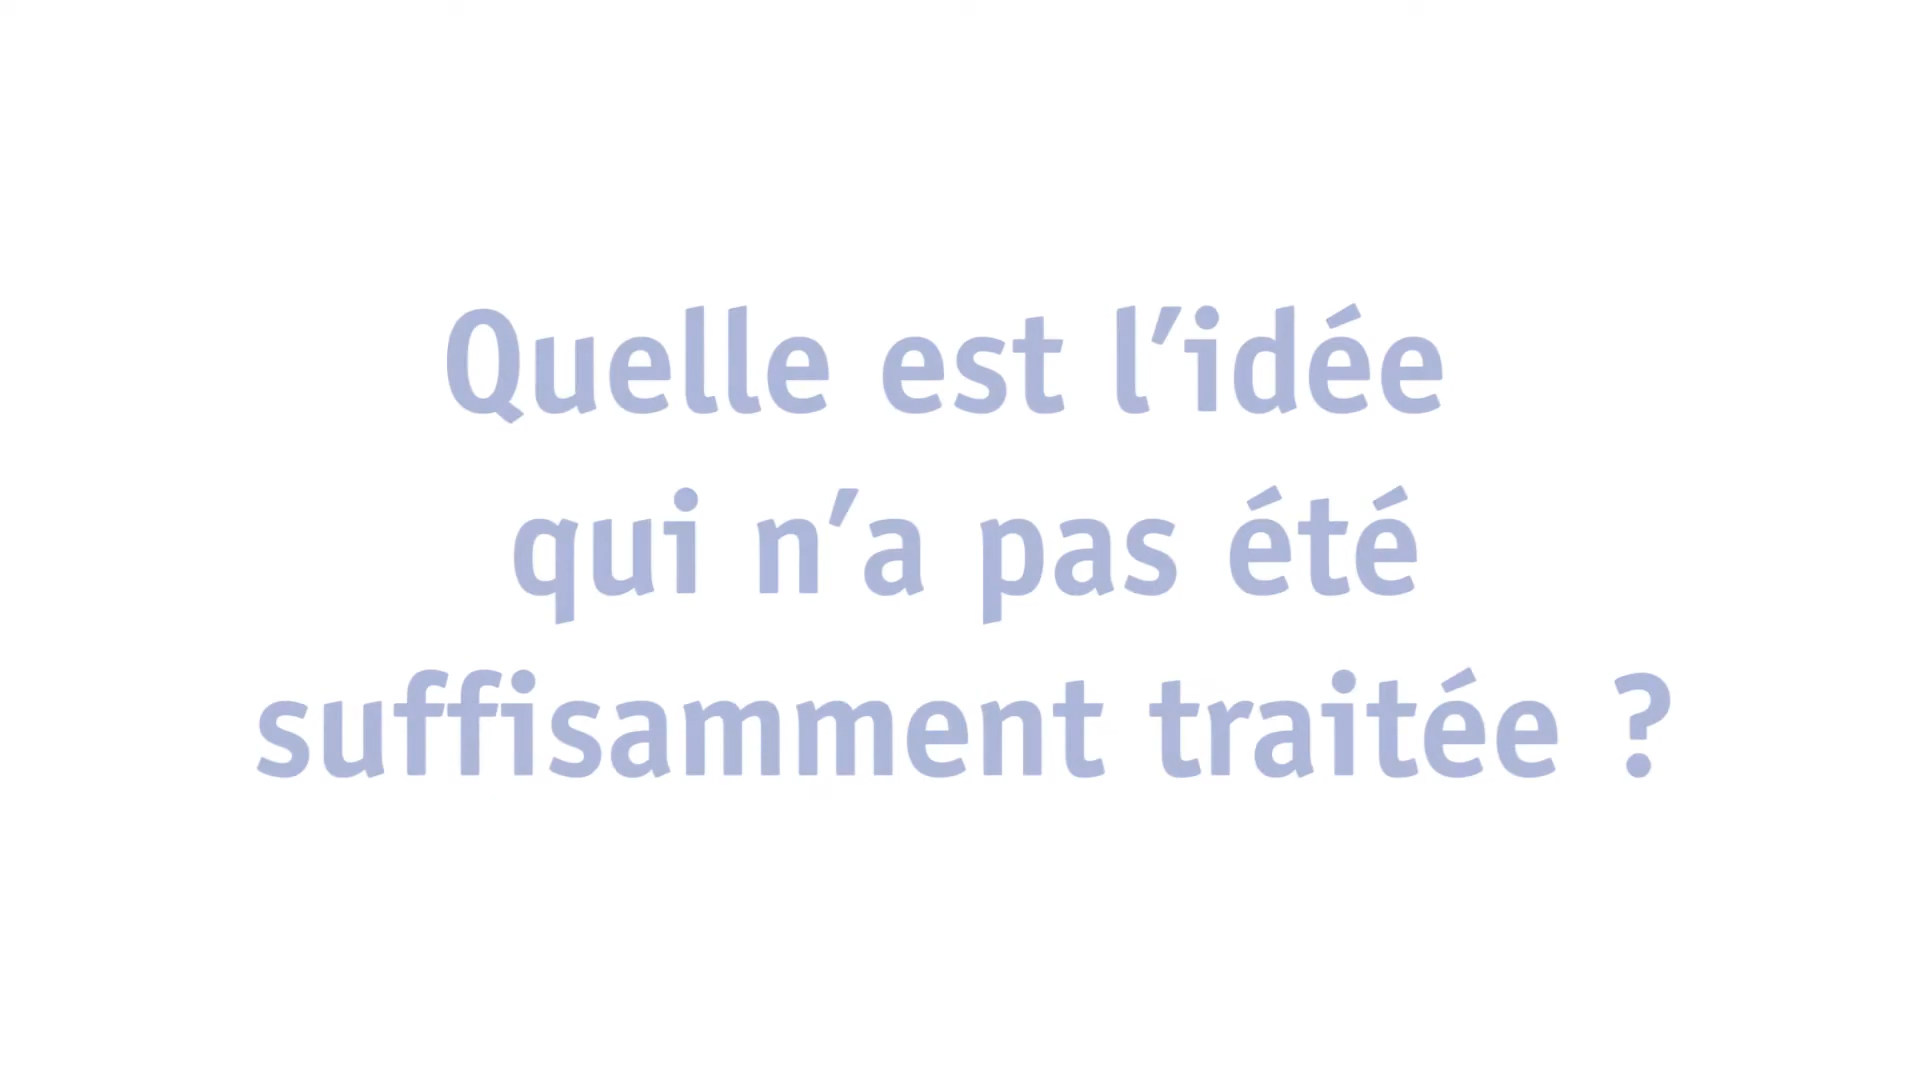 Quelle est l’idée
qui n’a pas été
suffisamment traitée ?